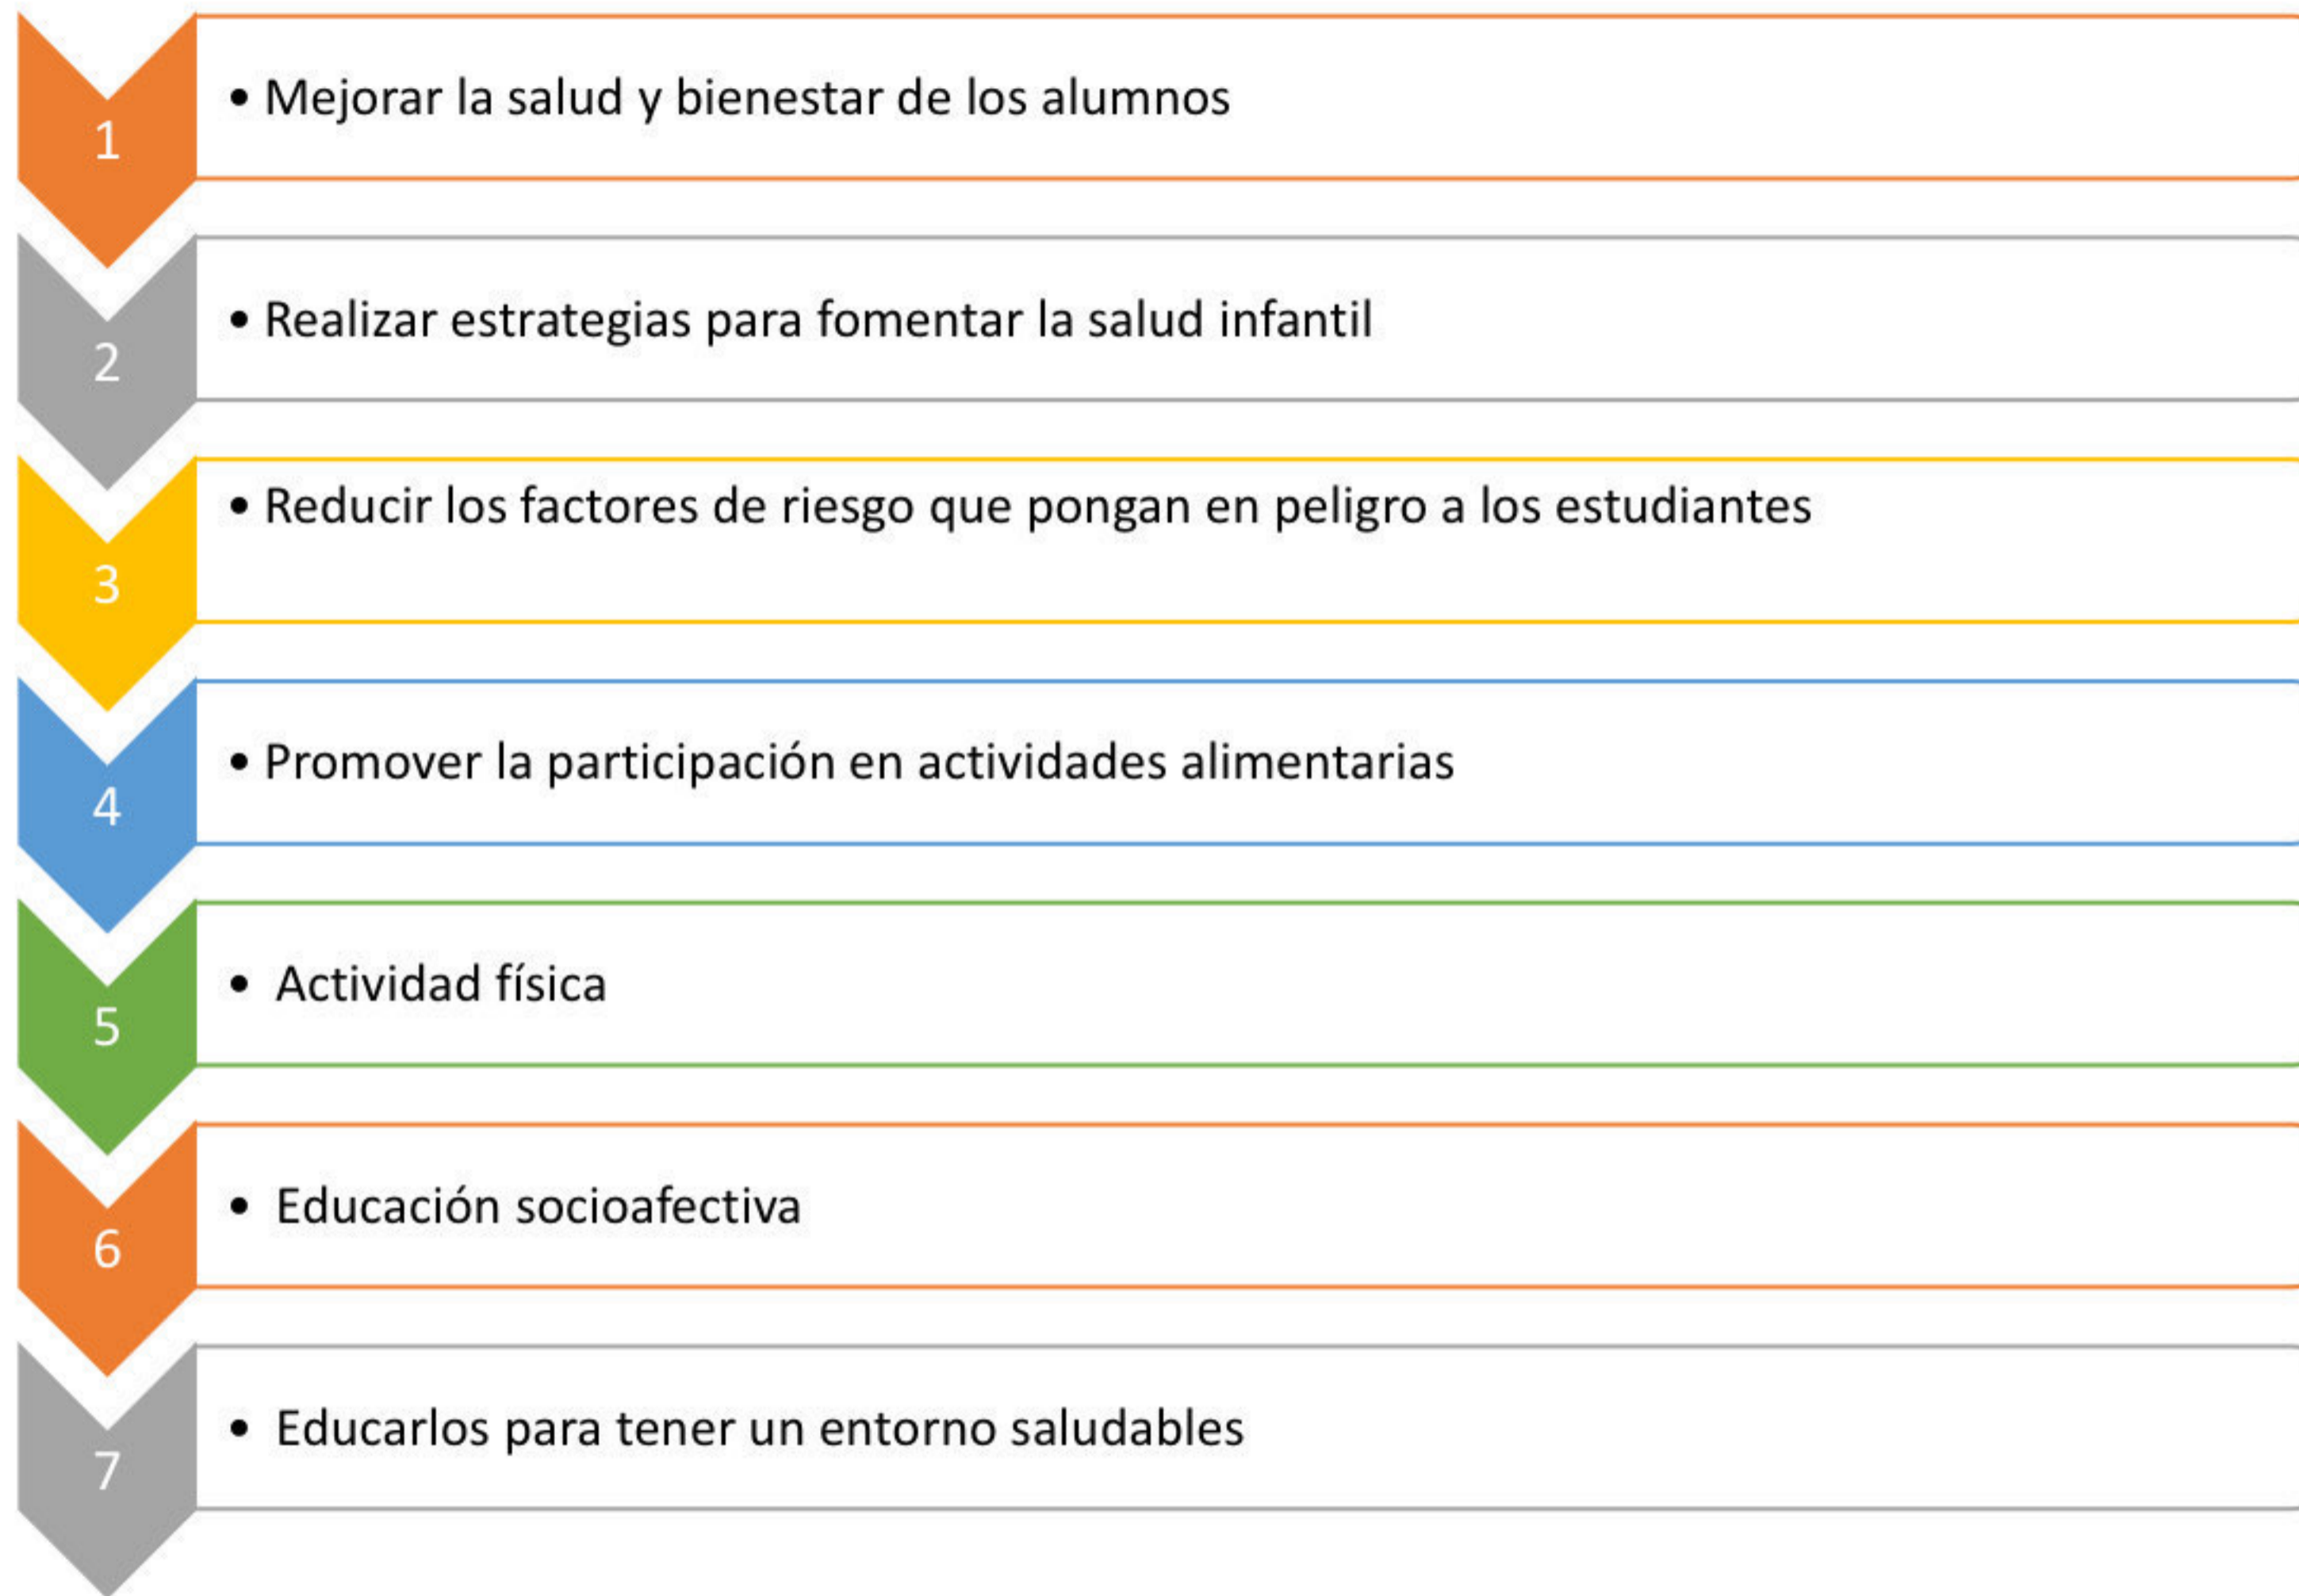 1
• Mejorar la salud y bienestar de los alumnos
2
• Realizar estrategias para fomentar la salud infantil
3
• Reducir los factores de riesgo que pongan en peligro a los estudiantes
4
• Promover la participación en actividades alimentarias
5
• Actividad física
6
• Educación socioafectiva
7
• Educarlos para tener un entorno saludables